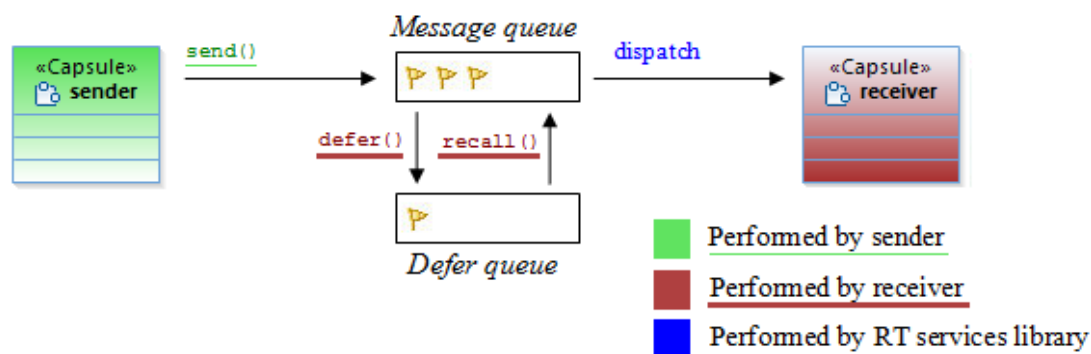 Message queue
send()
dispatch
«Capsule»
sender
«Capsule»
receiver
defer()
recall()
Defer queue
Performed by sender
Performed by receiver
Performed by RT services library